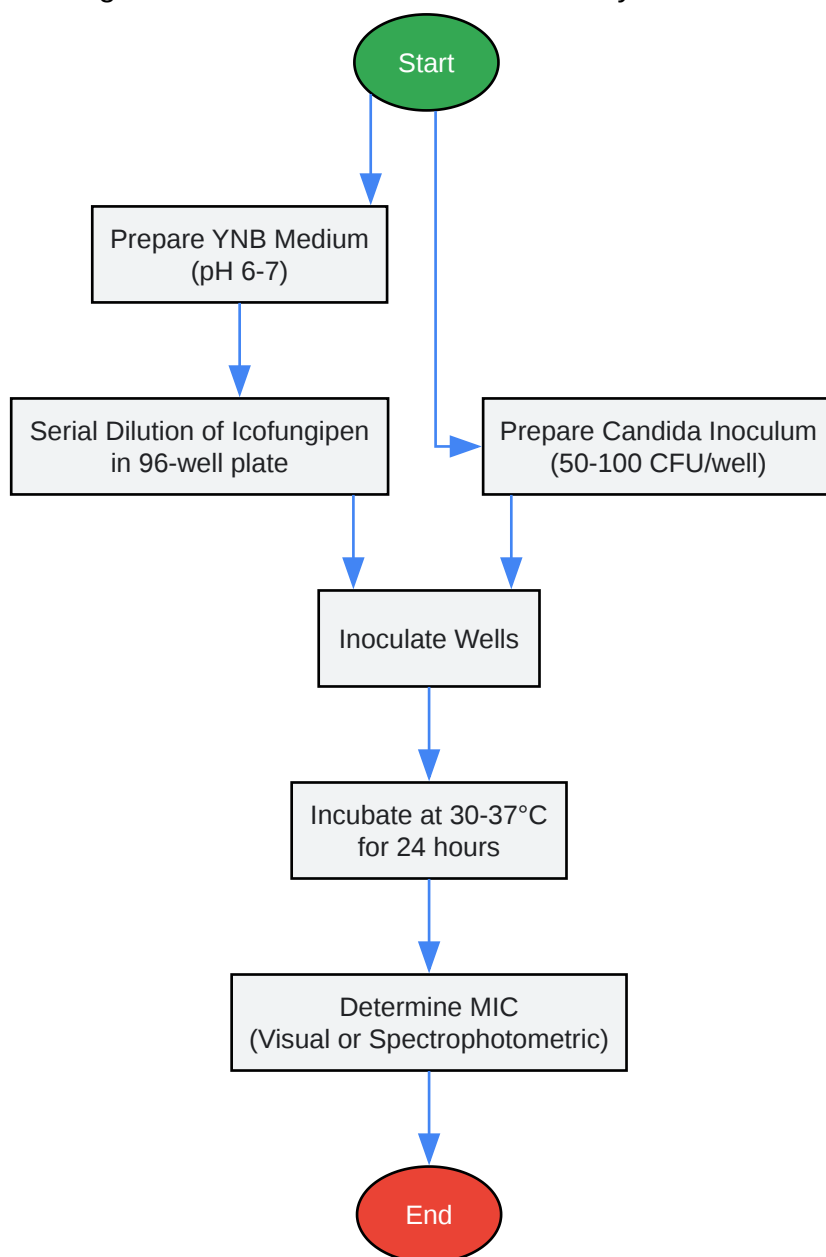 Start
Prepare YNB Medium
(pH 6-7)
Serial Dilution of Icofungipen
in 96-well plate
Prepare Candida Inoculum
(50-100 CFU/well)
Inoculate Wells
Incubate at 30-37°C
for 24 hours
Determine MIC
(Visual or Spectrophotometric)
End